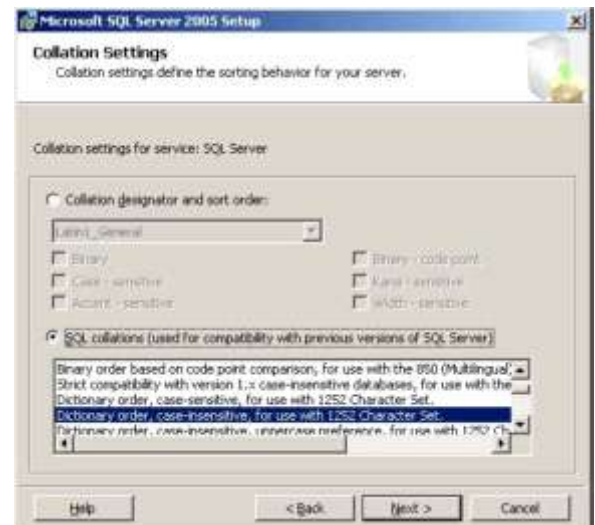 Microsoft SQL Server 2005 Setup
Collation Settings
Collation settings define the sorting behavior for your server.
Collation settings for service: SQL Server
Collation designator and sort order:
Latin1_General
Binary
Binary - code point
Case - sensitive
Kana - sensitive
Accent - sensitive
Width - sensitive
SQL collations (used for compatibility with previous versions of SQL Server)
Binary order based on code point comparison, for use with the 850 (Multilingual)
Strict compatibility with version 1.x case-insensitive databases, for use with the
Dictionary order, case-sensitive, for use with 1252 Character Set.
Dictionary order, case-insensitive, for use with 1252 Character Set.
Dictionary order, case-insensitive, uppercase preference, for use with 1252 Ch
Help
< Back
Next >
Cancel